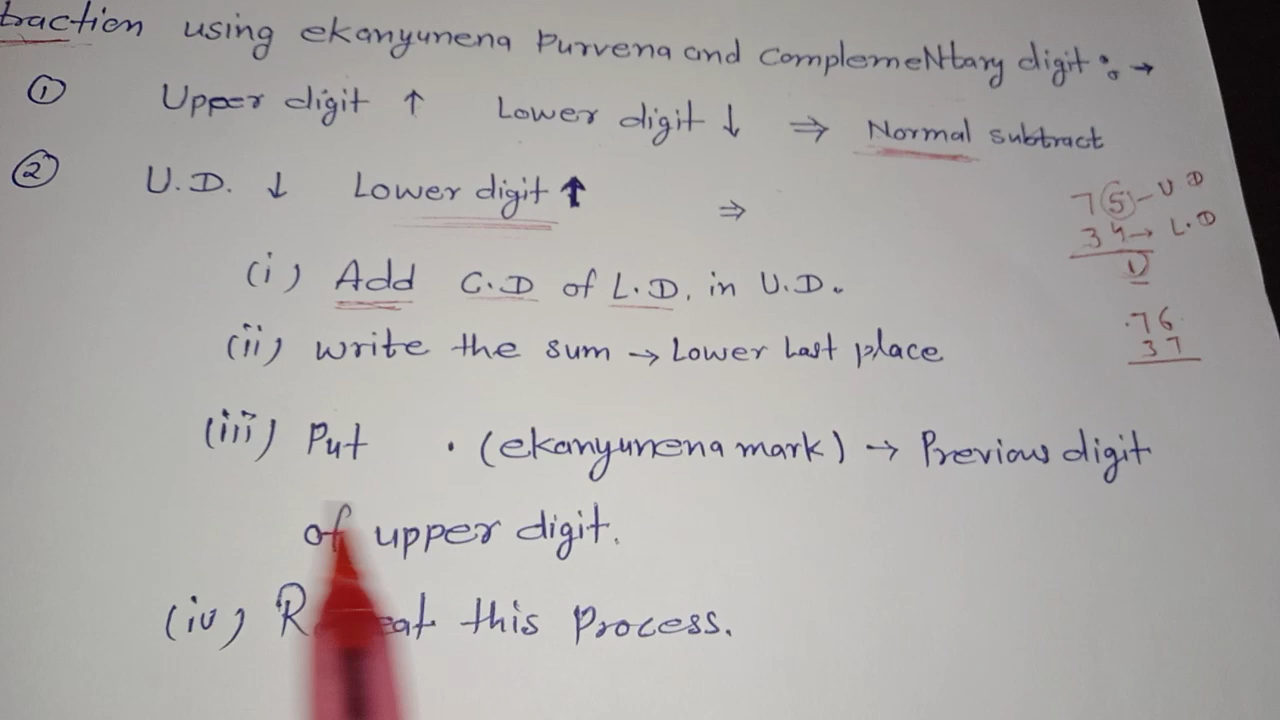 traction using ekanyunena Purvena and complementary digit :→
① Upper digit ↑ Lower digit ↓ ⇒ Normal subtract
② U.D. ↓ Lower digit ↑ ⇒
(i) Add C.D of L.D. in U.D.
(ii) write the sum → Lower Last place
(iii) Put • (ekanyunena mark) → Previous digit
of upper digit.
(iv) this Process.
75 - U D
34 → L.D
1
.76
37